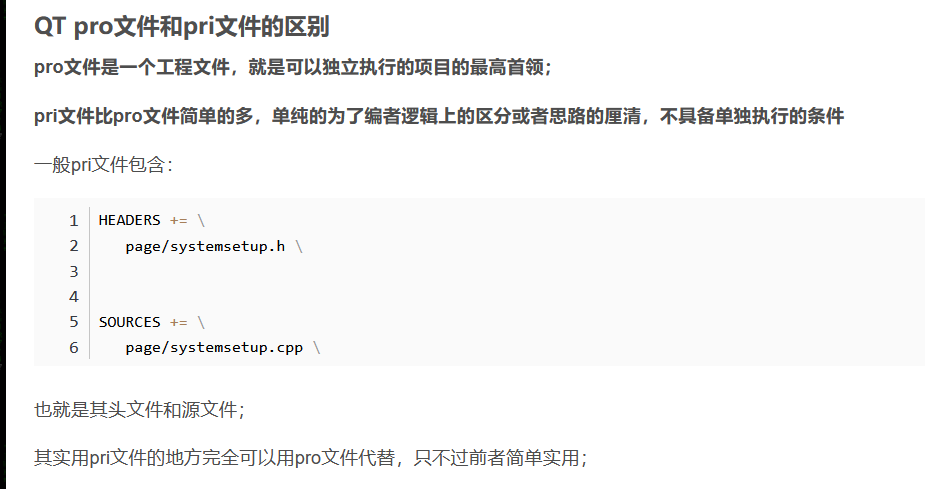 QT pro文件和pri文件的区别
pro文件是一个工程文件，就是可以独立执行的项目的最高首领；
pri文件比pro文件简单的多，单纯的为了编者逻辑上的区分或者思路的厘清，不具备单独执行的条件
一般pri文件包含：
1 HEADERS += \
2    page/systemsetup.h \
3
4
5 SOURCES += \
6    page/systemsetup.cpp \
也就是其头文件和源文件；
其实用pri文件的地方完全可以用pro文件代替，只不过前者简单实用；